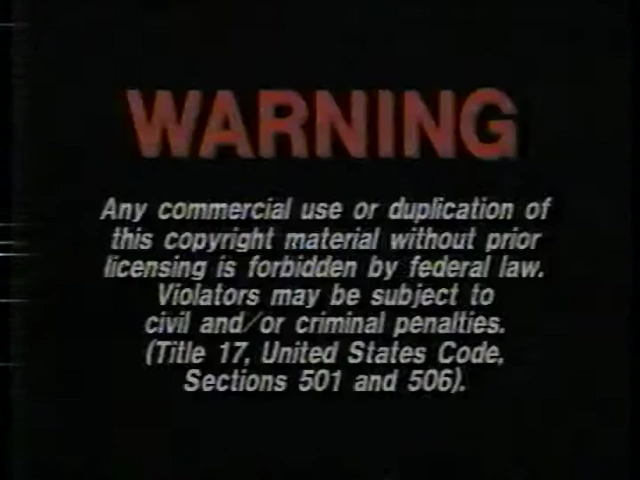 WARNING
Any commercial use or duplication of
this copyright material without prior
licensing is forbidden by federal law.
Violators may be subject to
civil and/or criminal penalties.
(Title 17, United States Code,
Sections 501 and 506).